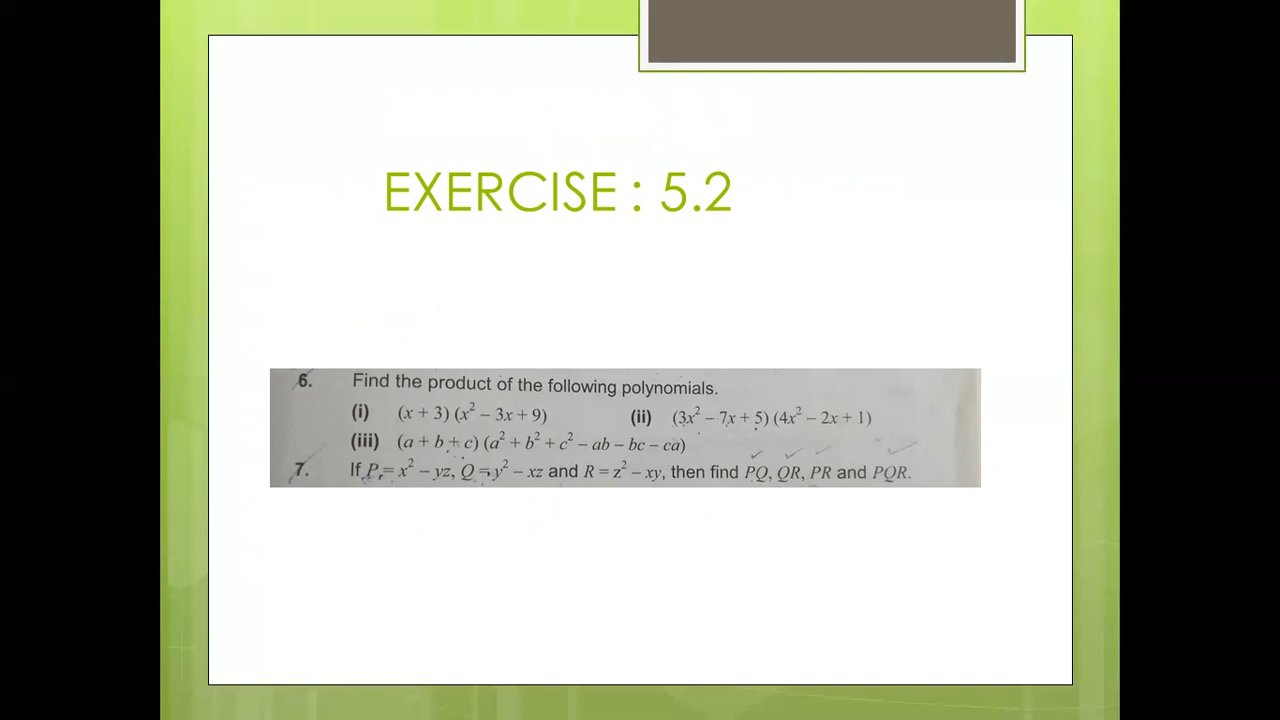 EXERCISE : 5.2
6. Find the product of the following polynomials.
(i) (x + 3) (x² – 3x + 9) (ii) (3x² – 7x + 5) (4x² – 2x + 1)
(iii) (a + b + c) (a² + b² + c² – ab – bc – ca)
7. If P = x² – yz, Q = y² – xz and R = z² – xy, then find PQ, QR, PR and PQR.